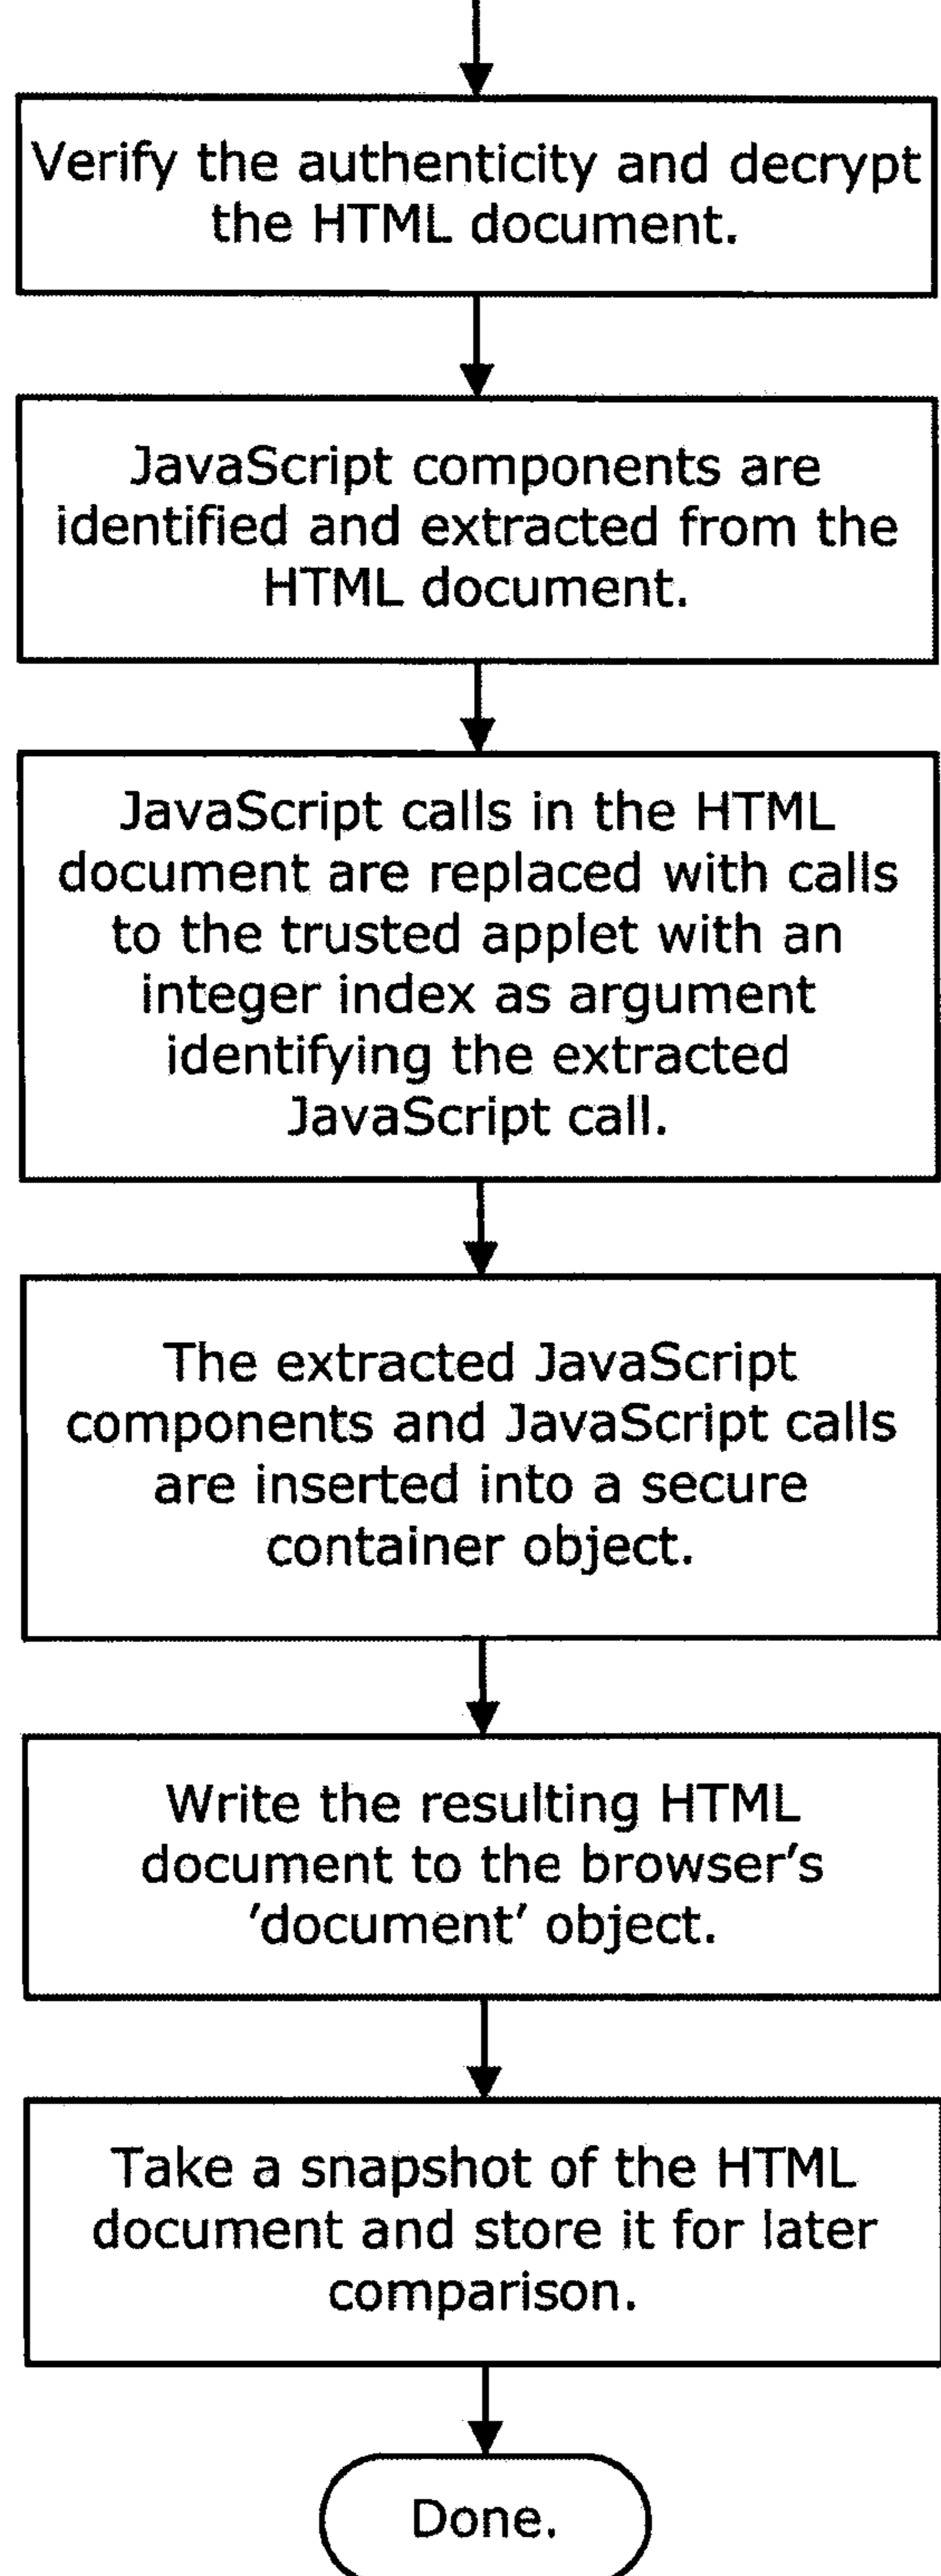 Verify the authenticity and decrypt
the HTML document.
JavaScript components are
identified and extracted from the
HTML document.
JavaScript calls in the HTML
document are replaced with calls
to the trusted applet with an
integer index as argument
identifying the extracted
JavaScript call.
The extracted JavaScript
components and JavaScript calls
are inserted into a secure
container object.
Write the resulting HTML
document to the browser's
'document' object.
Take a snapshot of the HTML
document and store it for later
comparison.
Done.